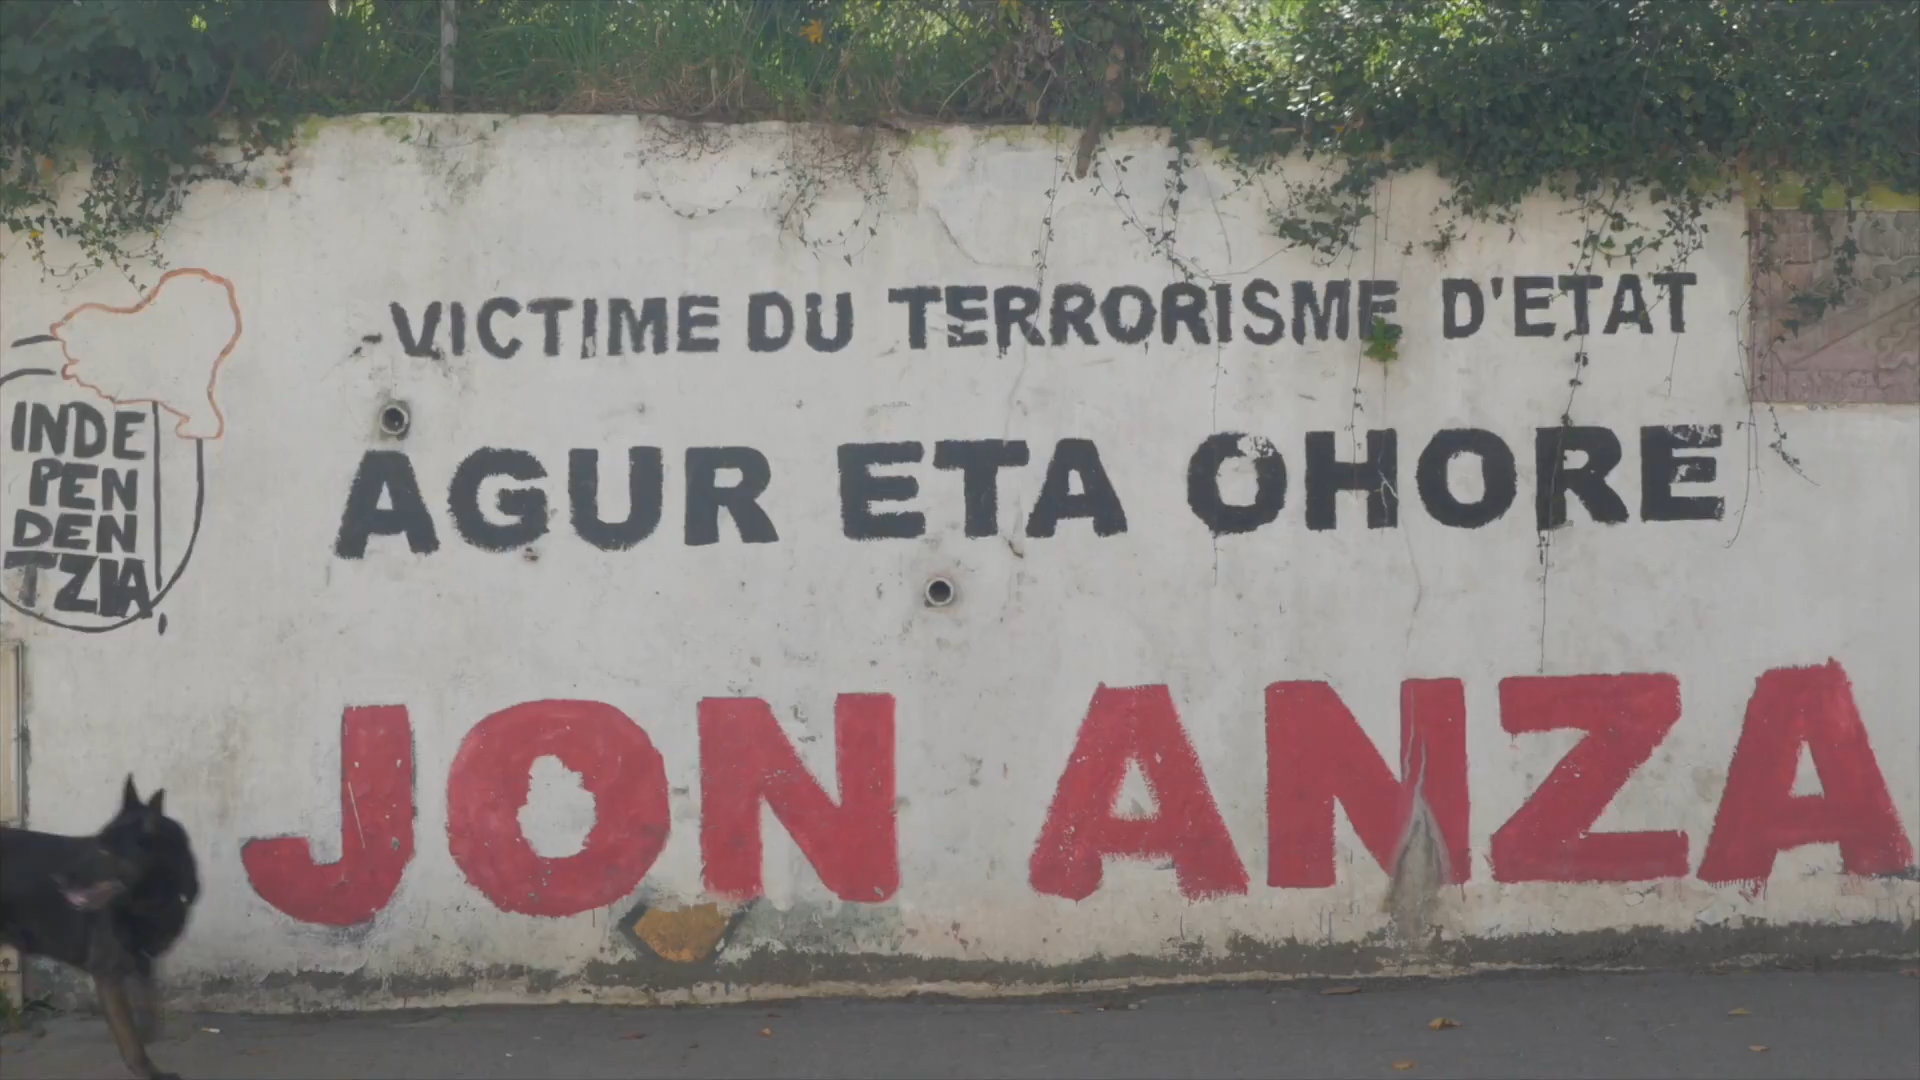 -VICTIME DU TERRORISME D'ETAT
AGUR ETA OHORE
JON ANZA
INDE
PEN
DEN
TZIA!